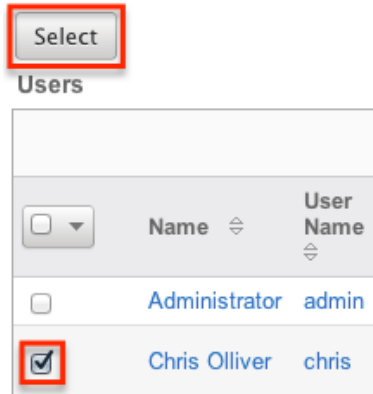 Select
Users
Name
User
Name
Administrator admin
Chris Olliver chris